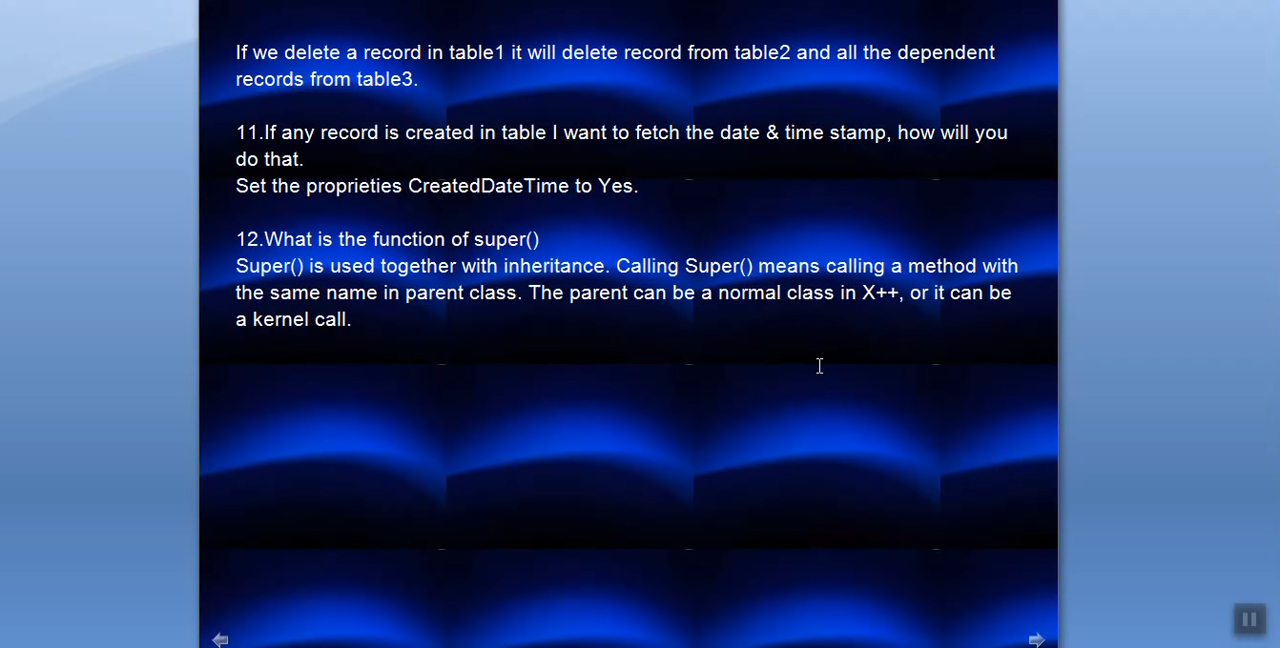 If we delete a record in table1 it will delete record from table2 and all the dependent
records from table3.
11.If any record is created in table I want to fetch the date & time stamp, how will you
do that.
Set the proprieties CreatedDateTime to Yes.
12.What is the function of super()
Super() is used together with inheritance. Calling Super() means calling a method with
the same name in parent class. The parent can be a normal class in X++, or it can be
a kernel call.